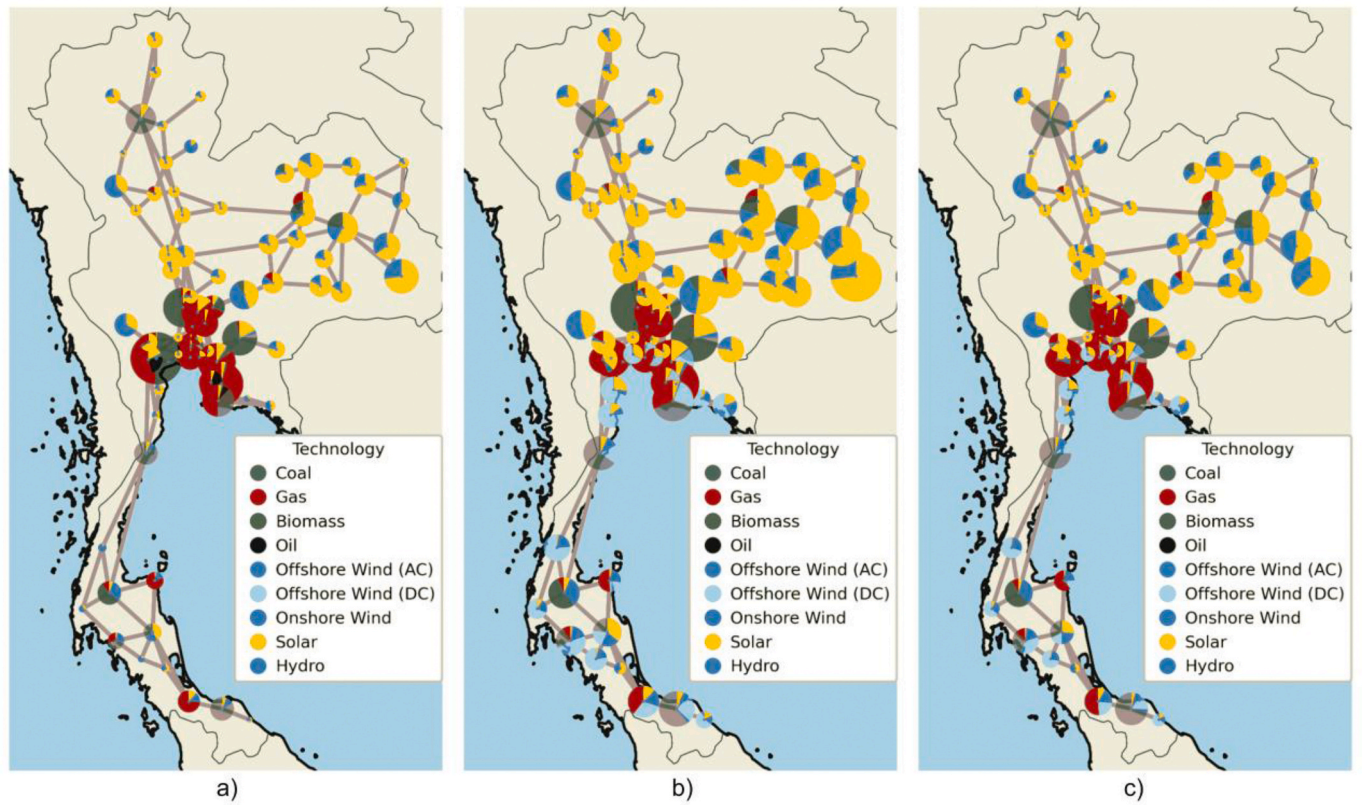 Technology
Coal
Gas
Biomass
Oil
Offshore Wind (AC)
Offshore Wind (DC)
Onshore Wind
Solar
Hydro
Technology
Coal
Gas
Biomass
Oil
Offshore Wind (AC)
Offshore Wind (DC)
Onshore Wind
Solar
Hydro
Technology
Coal
Gas
Biomass
Oil
Offshore Wind (AC)
Offshore Wind (DC)
Onshore Wind
Solar
Hydro
a)
b)
c)